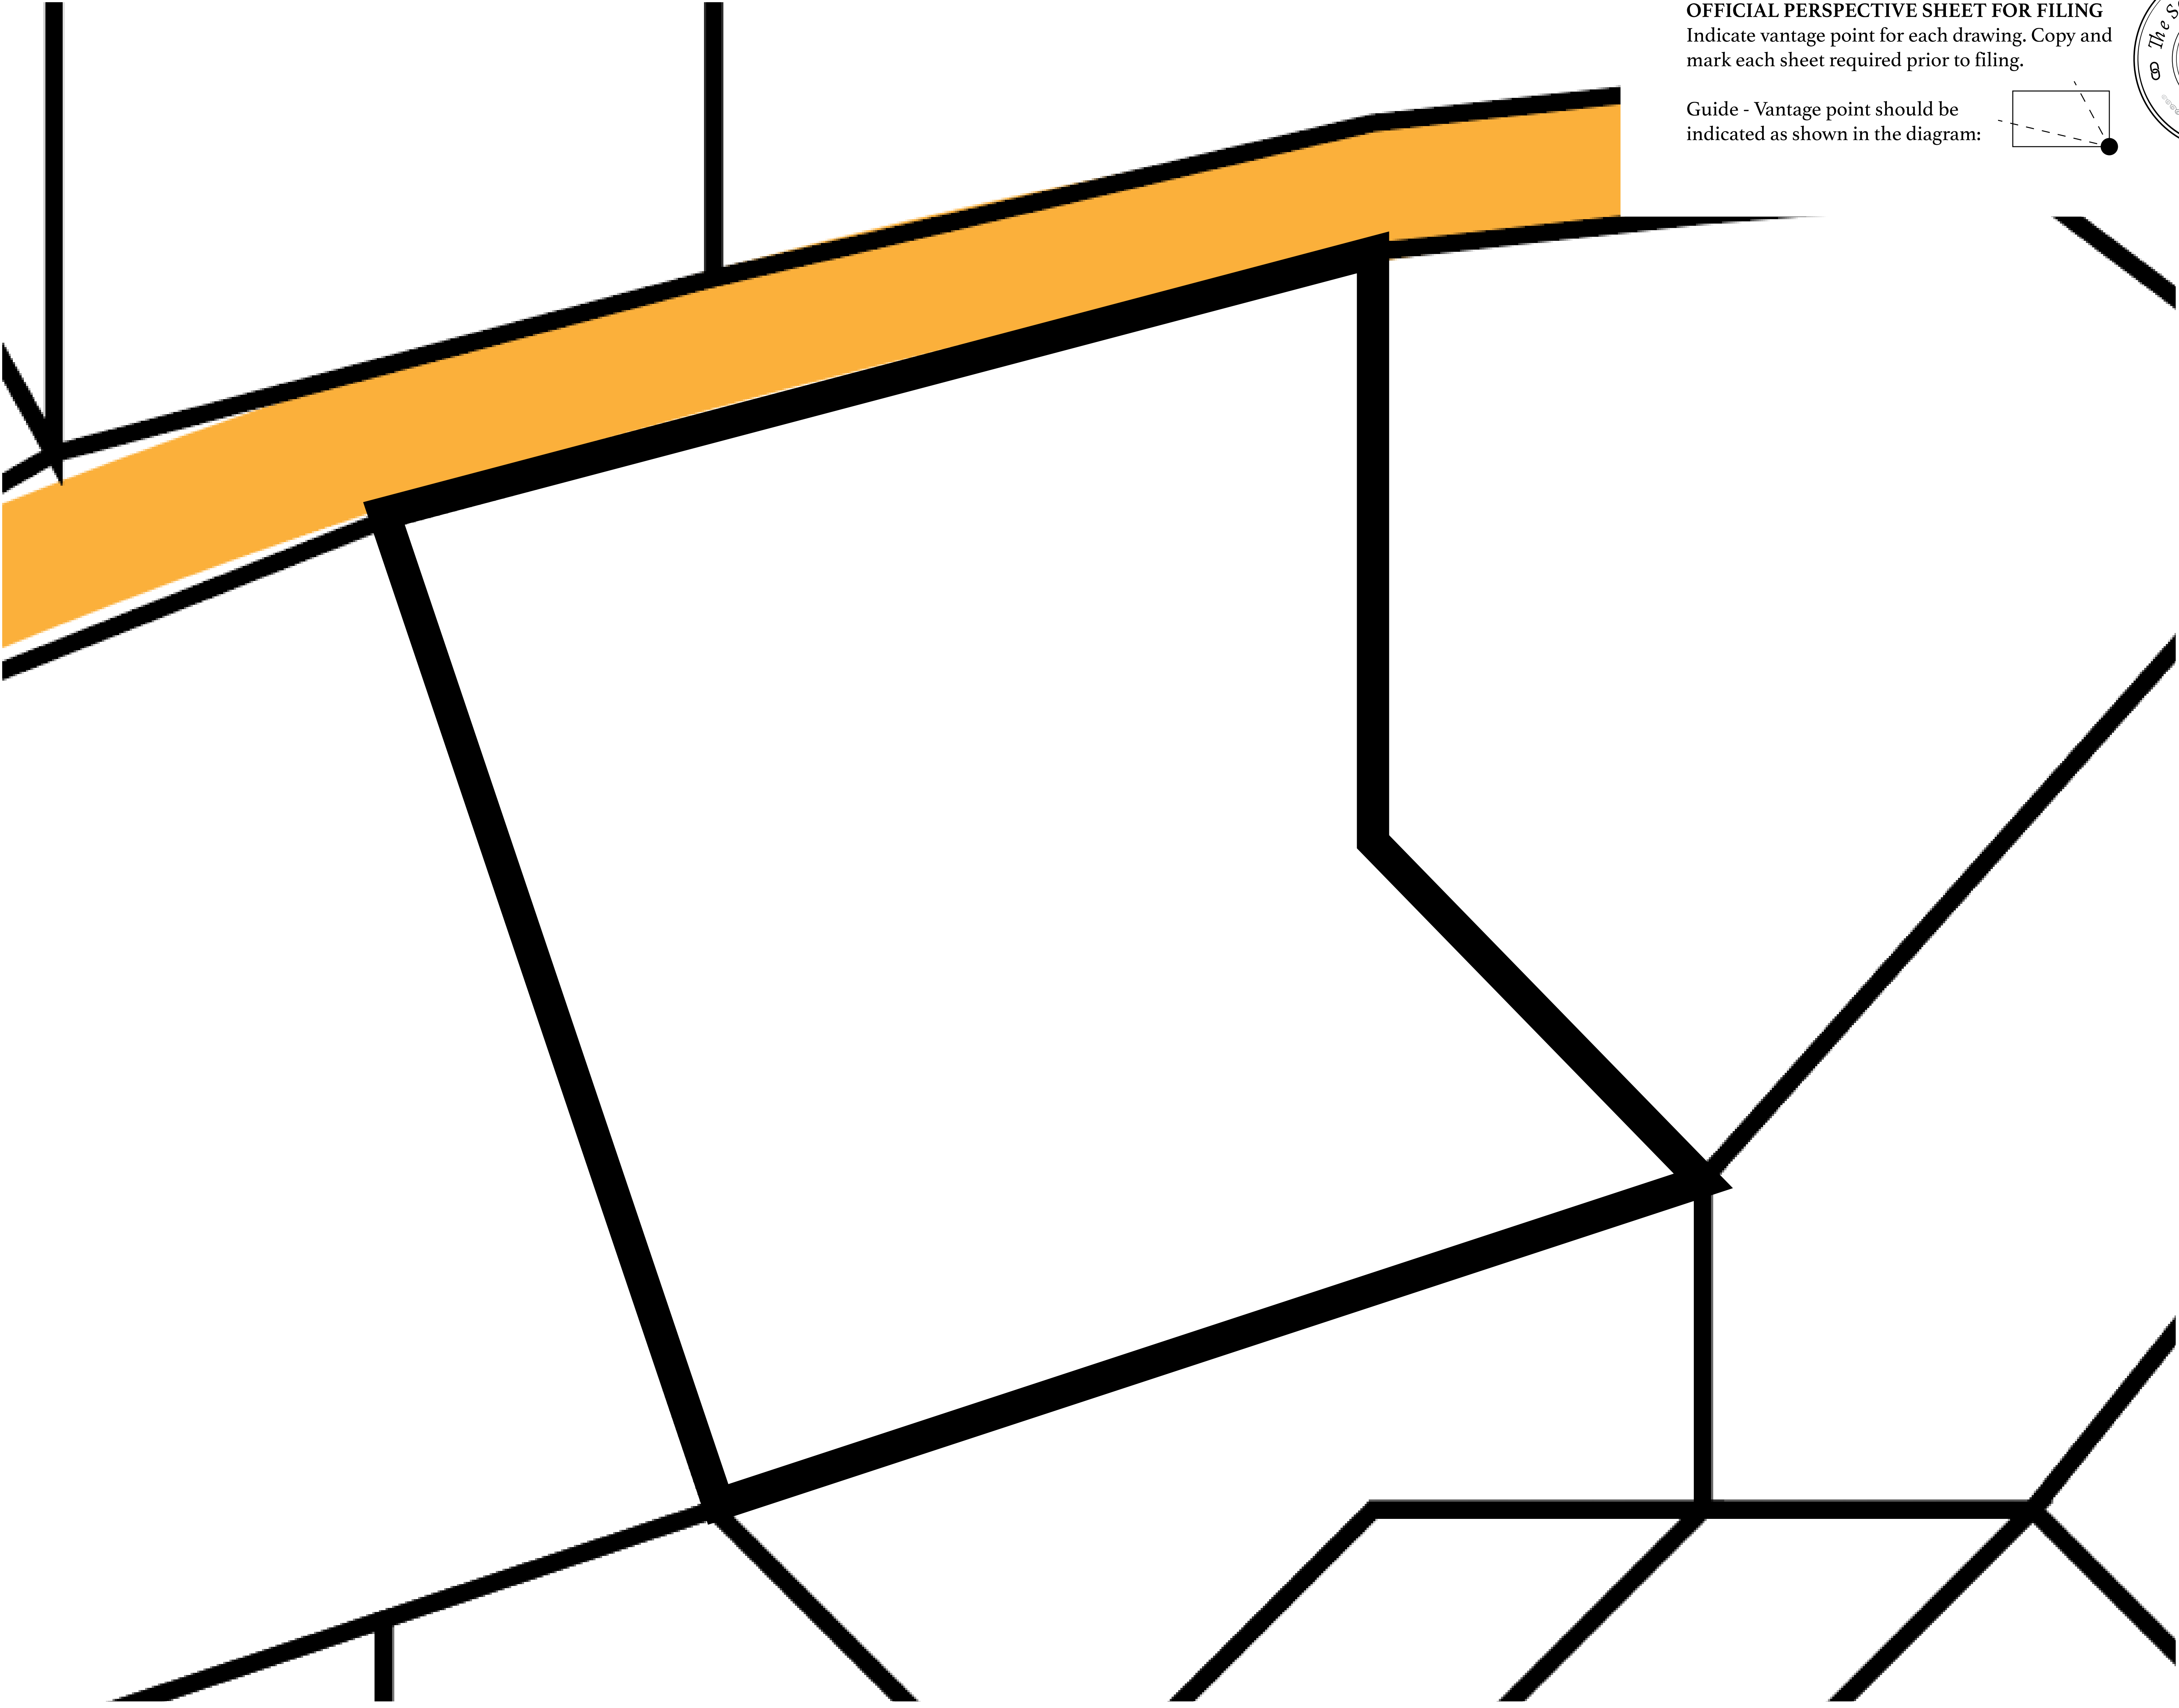 OFFICIAL PERSPECTIVE SHEET FOR FILING
Indicate vantage point for each drawing. Copy and
mark each sheet required prior to filing.
Guide - Vantage point should be
indicated as shown in the diagram:
The